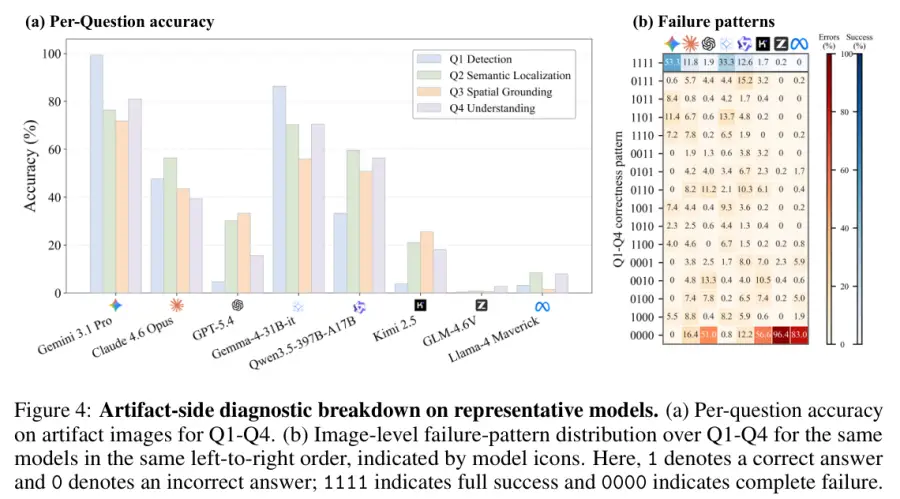 (a) Per-Question accuracy
100
80
60
40
20
0
Accuracy (%)
Q1 Detection
Q2 Semantic Localization
Q3 Spatial Grounding
Q4 Understanding
Gemini 3.1 Pro
Claude 4.6 Opus
GPT-5.4
Gemma-4-31B-it
Qwen3.5-397B-A17B
Kimi 2.5
GLM-4.6V
Llama-4 Maverick
(b) Failure patterns
Errors (%)
Success (%)
Q1-Q4 correctness pattern
1111 53.3 11.8 1.9 33.3 12.6 1.7 0.2 0
0111 0.6 5.7 4.4 4.4 15.2 3.2 0 0.2
1011 8.4 0.8 0.4 4.2 1.7 0.4 0 0
1101 11.4 6.7 0.6 13.7 4.8 0.2 0 0
1110 7.2 7.8 0.2 6.5 1.9 0 0 0.2
0011 0 1.9 1.3 0.6 3.8 3.2 0 0
0101 0 4.2 4.0 3.4 6.7 2.3 0.2 1.7
0110 0 8.2 11.2 2.1 10.3 6.1 0 0.4
1001 7.4 4.4 0.4 9.3 3.6 0.2 0 0.2
1010 2.3 2.5 0.6 4.4 1.3 0.4 0 0
1100 4.0 4.6 0 6.7 1.5 0.2 0.2 0.8
0001 0 3.8 2.5 1.7 8.0 7.0 2.3 5.9
0010 0 4.8 13.3 0.4 4.0 10.5 0.4 0.6
0100 0 7.4 7.8 0.2 6.5 7.4 0.2 5.0
1000 5.5 8.8 0.4 8.2 5.9 0.6 0 1.9
0000 0 16.4 51.0 0.8 12.2 56.6 96.4 83.0
100
80
60
40
20
0
100
80
60
40
20
0
Figure 4: Artifact-side diagnostic breakdown on representative models. (a) Per-question accuracy
on artifact images for Q1-Q4. (b) Image-level failure-pattern distribution over Q1-Q4 for the same
models in the same left-to-right order, indicated by model icons. Here, 1 denotes a correct answer
and 0 denotes an incorrect answer; 1111 indicates full success and 0000 indicates complete failure.